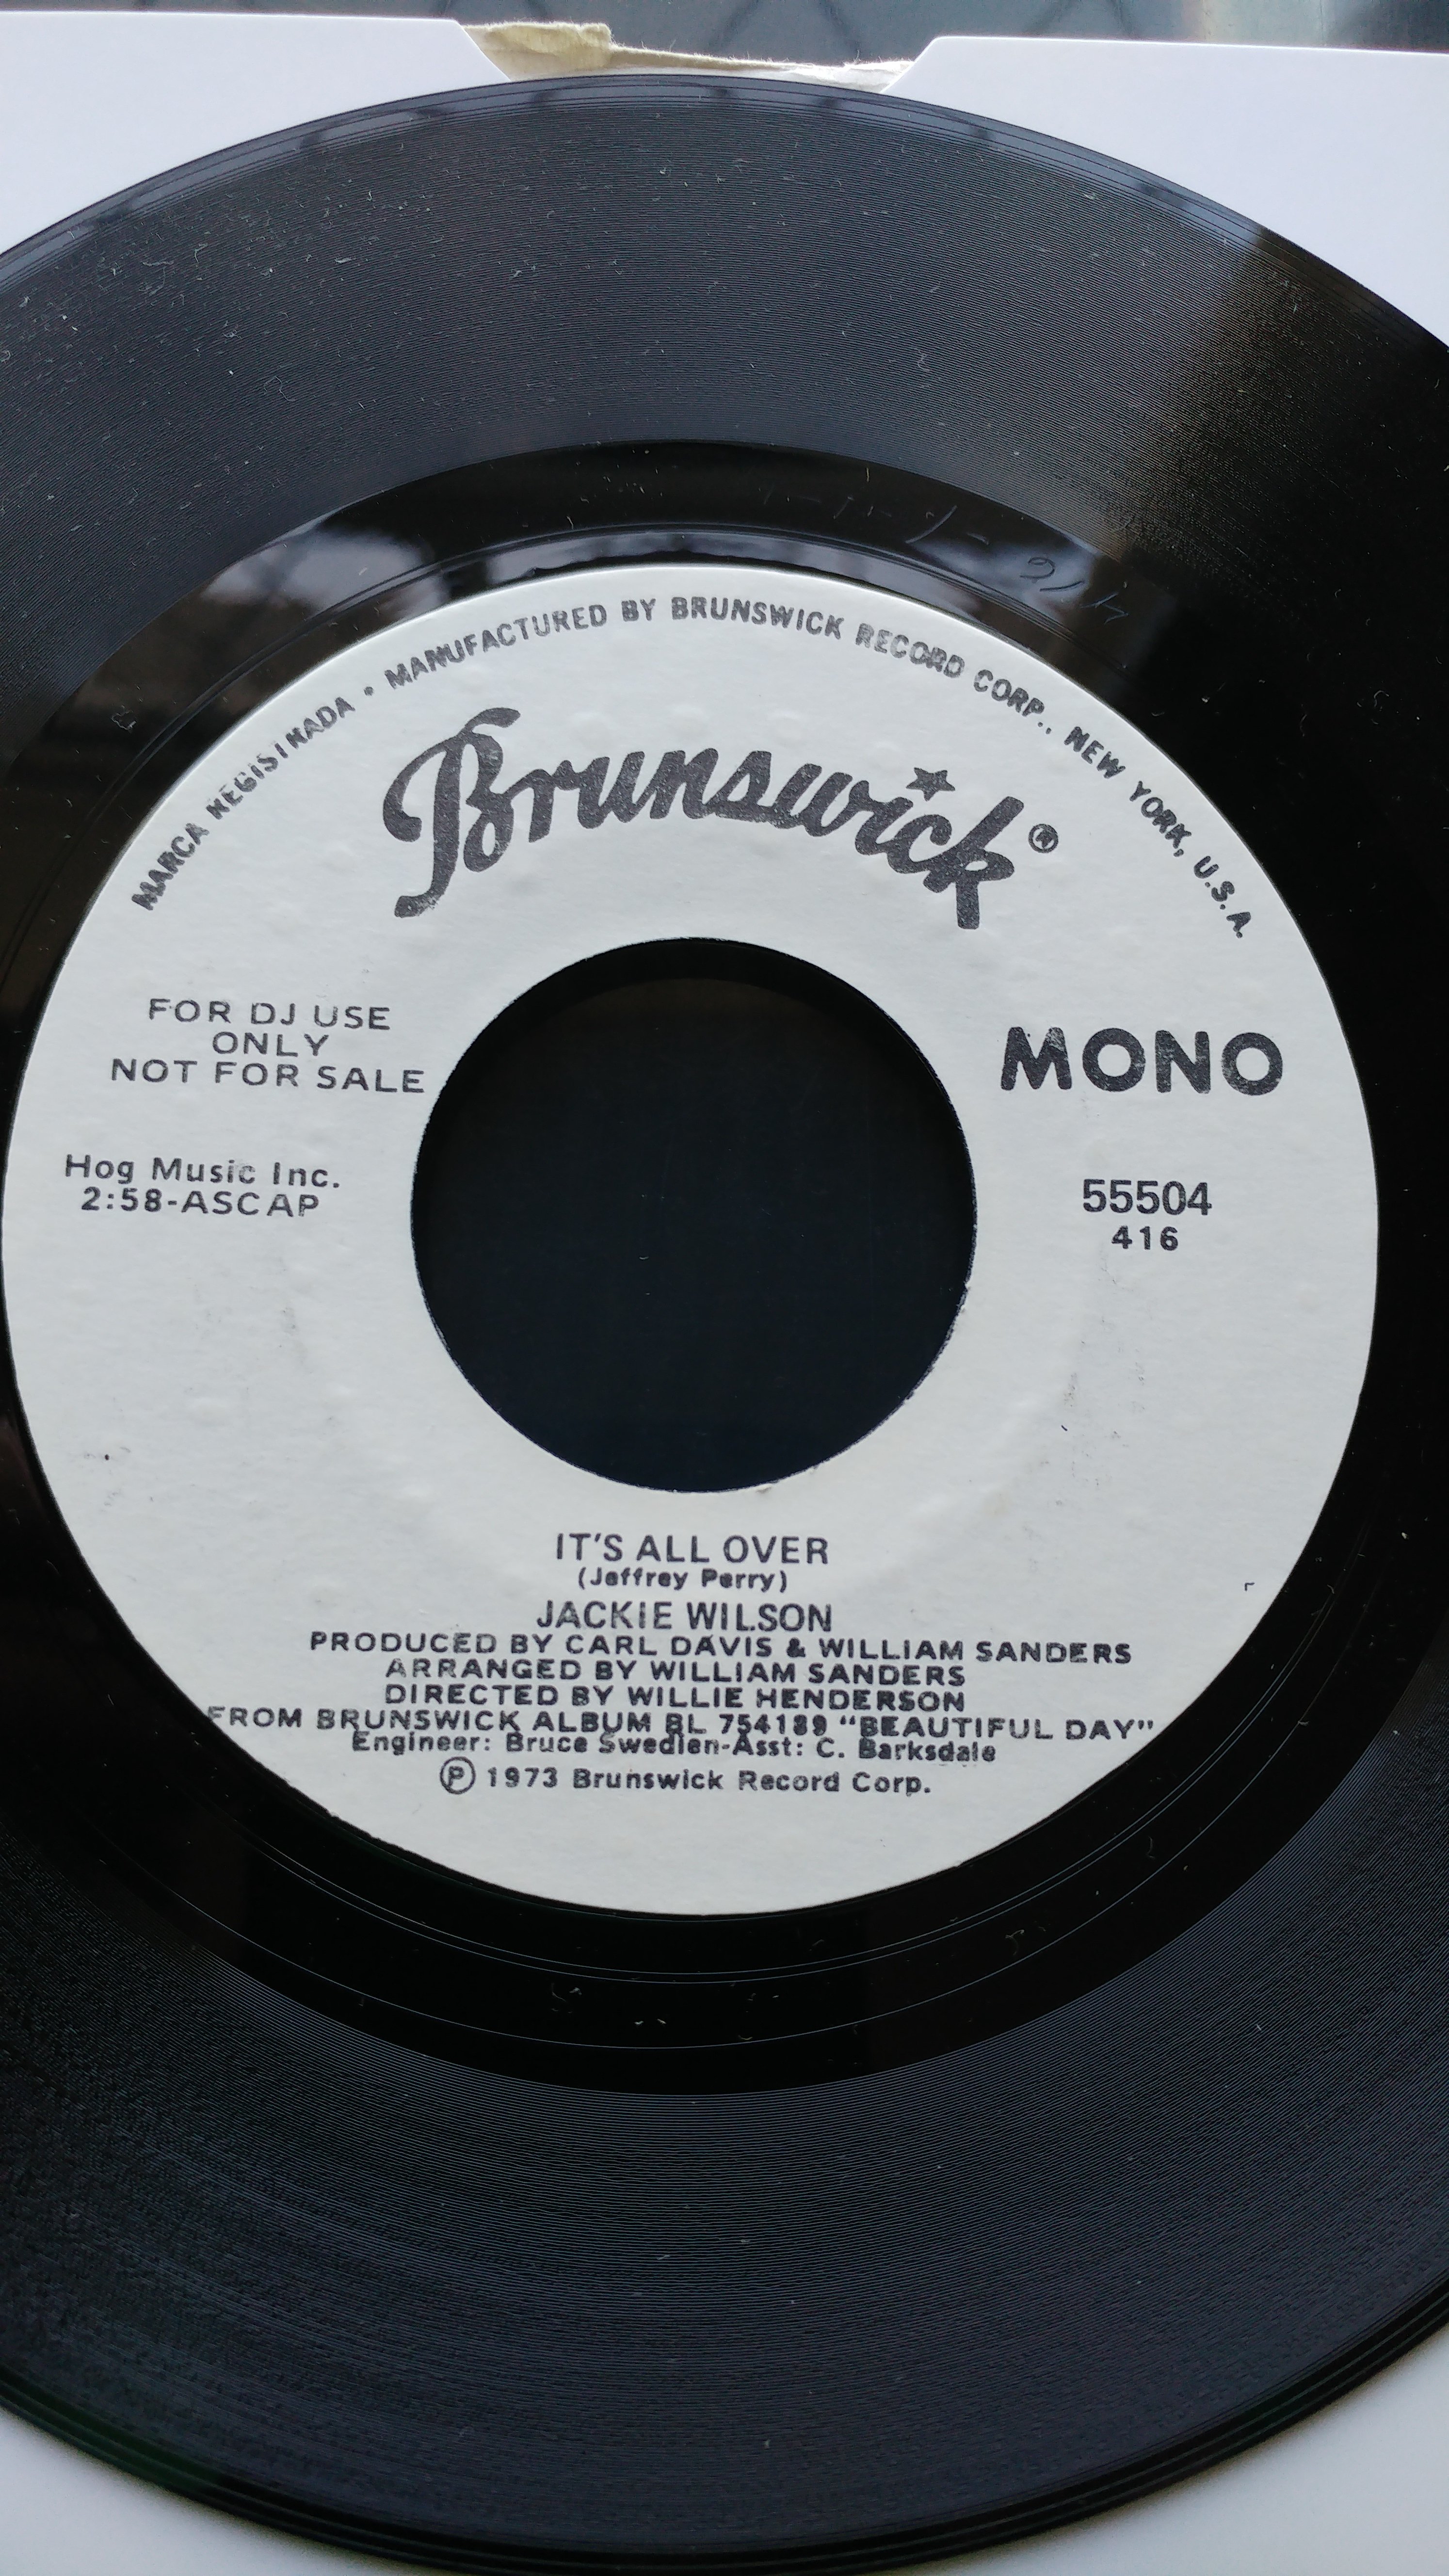 MARCA REGISTRADA • MANUFACTURED BY BRUNSWICK RECORD CORP., NEW YORK, U.S.A.
Brunswick®
FOR DJ USE
ONLY
NOT FOR SALE
MONO
Hog Music Inc.
2:58-ASCAP
55504
416
IT'S ALL OVER
(Jeffrey Perry)
JACKIE WILSON
PRODUCED BY CARL DAVIS & WILLIAM SANDERS
ARRANGED BY WILLIAM SANDERS
DIRECTED BY WILLIE HENDERSON
FROM BRUNSWICK ALBUM BL 754189 "BEAUTIFUL DAY"
Engineer: Bruce Swedien-Asst: C. Barksdale
Ⓟ 1973 Brunswick Record Corp.